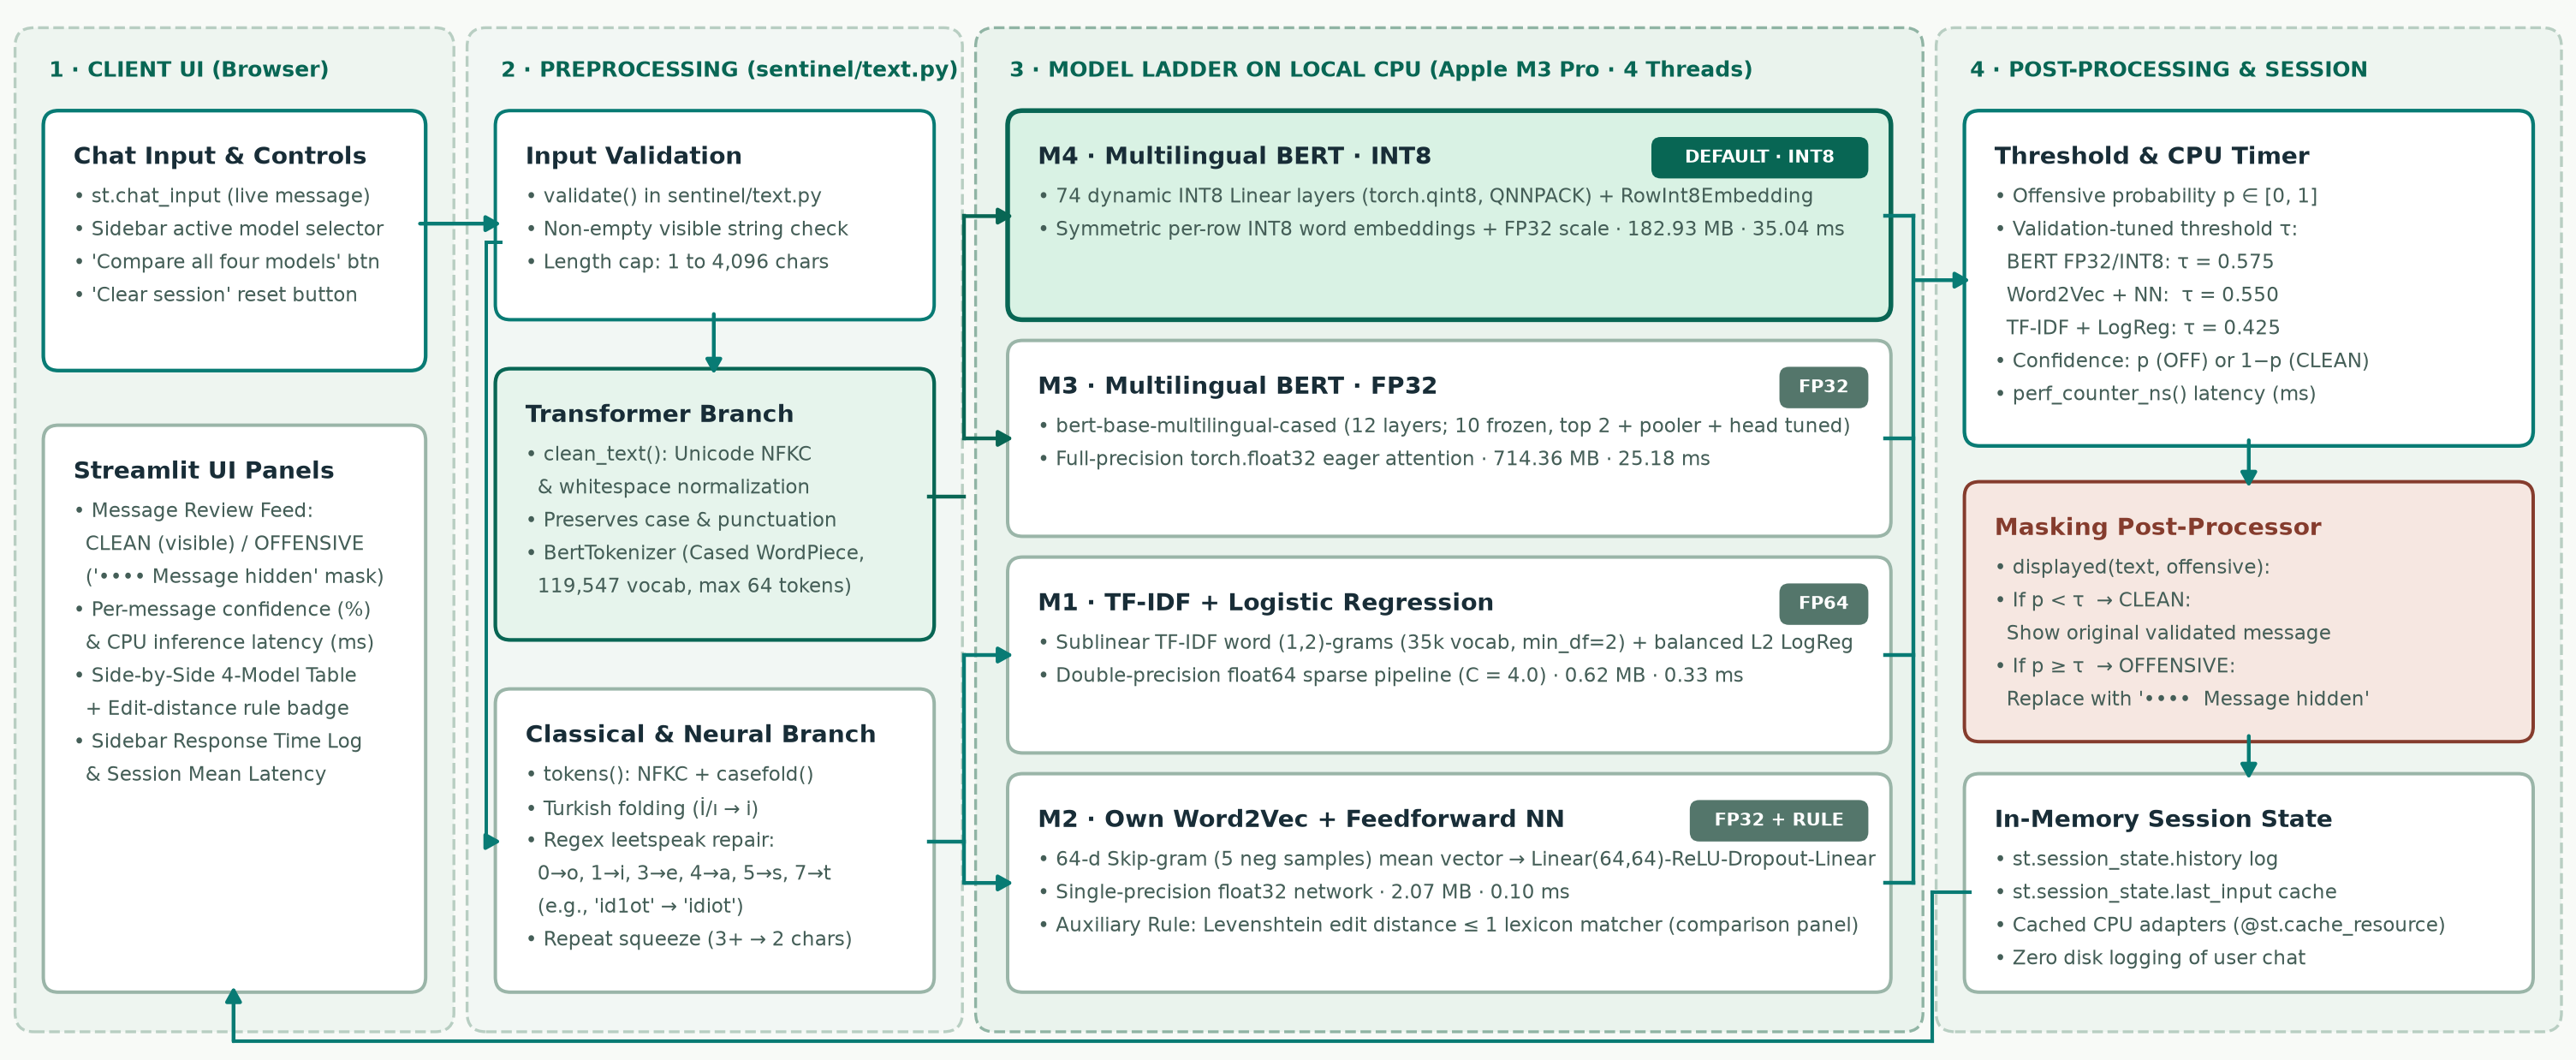 1 · CLIENT UI (Browser)
Chat Input & Controls
• st.chat_input (live message)
• Sidebar active model selector
• 'Compare all four models' btn
• 'Clear session' reset button
Streamlit UI Panels
• Message Review Feed:
CLEAN (visible) / OFFENSIVE
('•••• Message hidden' mask)
• Per-message confidence (%)
& CPU inference latency (ms)
• Side-by-Side 4-Model Table
+ Edit-distance rule badge
• Sidebar Response Time Log
& Session Mean Latency
2 · PREPROCESSING (sentinel/text.py)
Input Validation
• validate() in sentinel/text.py
• Non-empty visible string check
• Length cap: 1 to 4,096 chars
Transformer Branch
• clean_text(): Unicode NFKC
& whitespace normalization
• Preserves case & punctuation
• BertTokenizer (Cased WordPiece,
119,547 vocab, max 64 tokens)
Classical & Neural Branch
• tokens(): NFKC + casefold()
• Turkish folding (İ/ı → i)
• Regex leetspeak repair:
0→o, 1→i, 3→e, 4→a, 5→s, 7→t
(e.g., 'id1ot' → 'idiot')
• Repeat squeeze (3+ → 2 chars)
3 · MODEL LADDER ON LOCAL CPU (Apple M3 Pro · 4 Threads)
M4 · Multilingual BERT · INT8
DEFAULT · INT8
• 74 dynamic INT8 Linear layers (torch.qint8, QNNPACK) + RowInt8Embedding
• Symmetric per-row INT8 word embeddings + FP32 scale · 182.93 MB · 35.04 ms
M3 · Multilingual BERT · FP32
FP32
• bert-base-multilingual-cased (12 layers; 10 frozen, top 2 + pooler + head tuned)
• Full-precision torch.float32 eager attention · 714.36 MB · 25.18 ms
M1 · TF-IDF + Logistic Regression
FP64
• Sublinear TF-IDF word (1,2)-grams (35k vocab, min_df=2) + balanced L2 LogReg
• Double-precision float64 sparse pipeline (C = 4.0) · 0.62 MB · 0.33 ms
M2 · Own Word2Vec + Feedforward NN
FP32 + RULE
• 64-d Skip-gram (5 neg samples) mean vector → Linear(64,64)-ReLU-Dropout-Linear
• Single-precision float32 network · 2.07 MB · 0.10 ms
• Auxiliary Rule: Levenshtein edit distance ≤ 1 lexicon matcher (comparison panel)
4 · POST-PROCESSING & SESSION
Threshold & CPU Timer
• Offensive probability p ∈ [0, 1]
• Validation-tuned threshold τ:
BERT FP32/INT8: τ = 0.575
Word2Vec + NN:  τ = 0.550
TF-IDF + LogReg: τ = 0.425
• Confidence: p (OFF) or 1−p (CLEAN)
• perf_counter_ns() latency (ms)
Masking Post-Processor
• displayed(text, offensive):
• If p < τ  → CLEAN:
Show original validated message
• If p ≥ τ  → OFFENSIVE:
Replace with '••••  Message hidden'
In-Memory Session State
• st.session_state.history log
• st.session_state.last_input cache
• Cached CPU adapters (@st.cache_resource)
• Zero disk logging of user chat